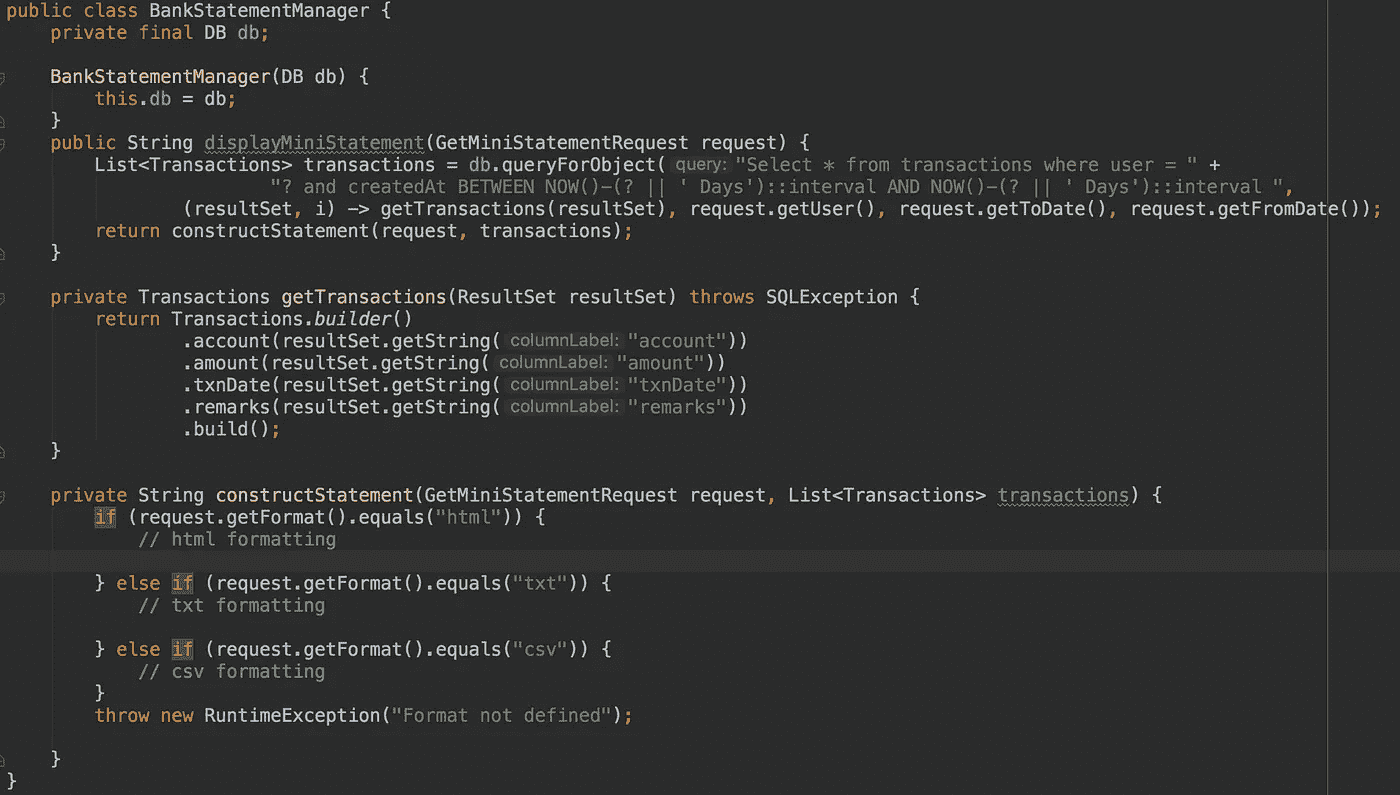 public class BankStatementManager {
    private final DB db;

    BankStatementManager(DB db) {
        this.db = db;
    }
    public String displayMiniStatement(GetMiniStatementRequest request) {
        List<Transactions> transactions = db.queryForObject( query: "Select * from transactions where user = " +
                        "? and createdAt BETWEEN NOW()-(? || ' Days')::interval AND NOW()-(? || ' Days')::interval ",
                (resultSet, i) -> getTransactions(resultSet), request.getUser(), request.getToDate(), request.getFromDate());
        return constructStatement(request, transactions);
    }

    private Transactions getTransactions(ResultSet resultSet) throws SQLException {
        return Transactions.builder()
                .account(resultSet.getString( columnLabel: "account"))
                .amount(resultSet.getString( columnLabel: "amount"))
                .txnDate(resultSet.getString( columnLabel: "txnDate"))
                .remarks(resultSet.getString( columnLabel: "remarks"))
                .build();
    }

    private String constructStatement(GetMiniStatementRequest request, List<Transactions> transactions) {
        if (request.getFormat().equals("html")) {
            // html formatting

        } else if (request.getFormat().equals("txt")) {
            // txt formatting

        } else if (request.getFormat().equals("csv")) {
            // csv formatting
        }
        throw new RuntimeException("Format not defined");

    }
}